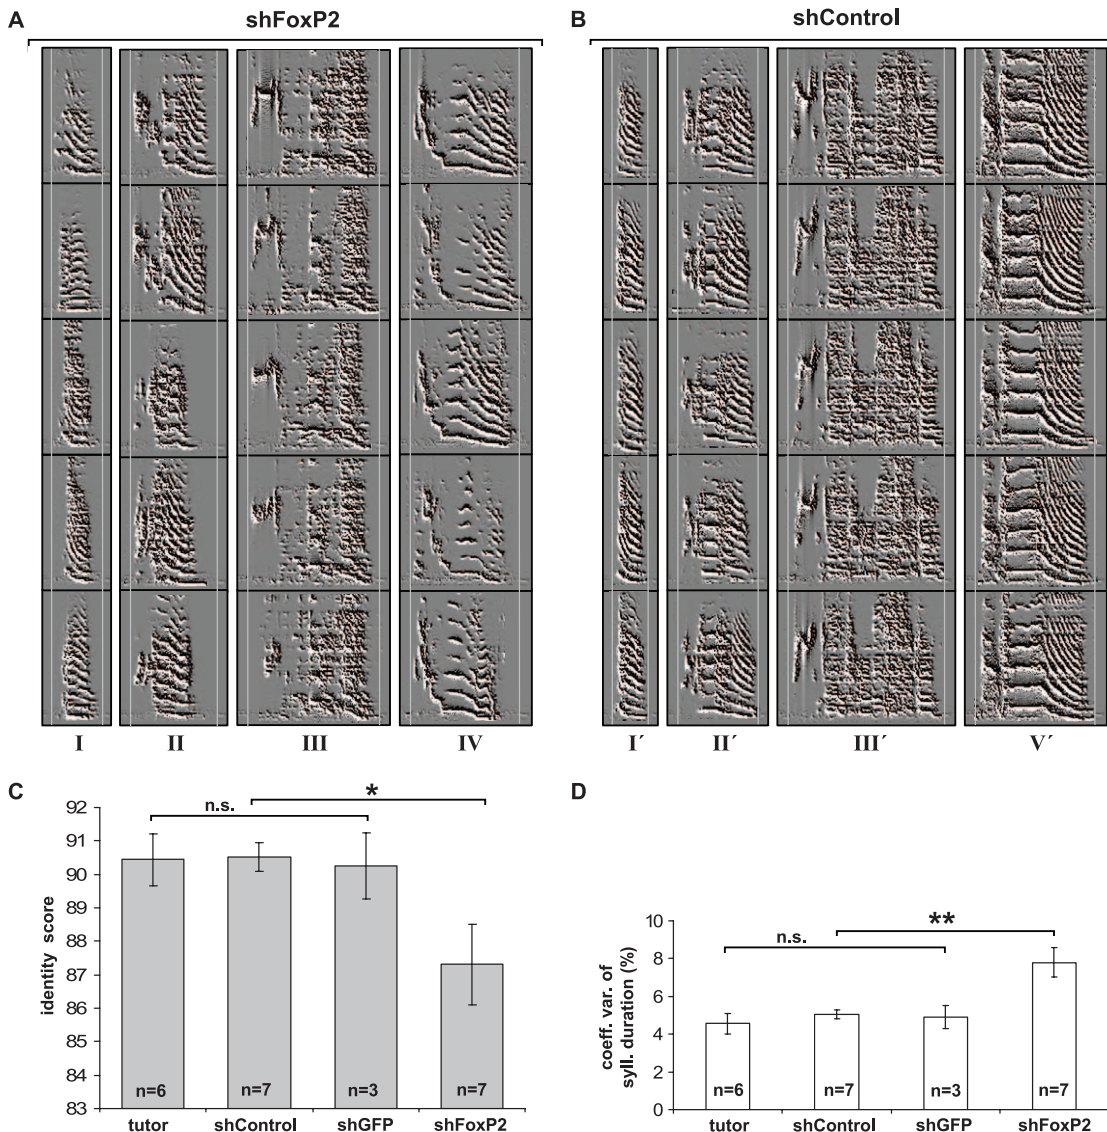 A
shFoxP2
B
shControl
I
II
III
IV
I´
II´
III´
V´
C
92
91
90
89
88
87
86
85
84
83
identity score
n.s.
*
n=6
n=7
n=3
n=7
tutor
shControl
shGFP
shFoxP2
D
10
8
6
4
2
0
coeff. var. of
syll. duration (%)
n.s.
**
n=6
n=7
n=3
n=7
tutor
shControl
shGFP
shFoxP2